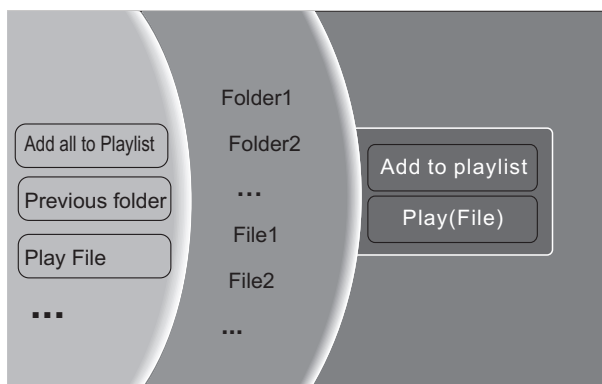 Add all to Playlist
Previous folder
Play File
...
Folder1
Folder2
...
File1
File2
...
Add to playlist
Play(File)